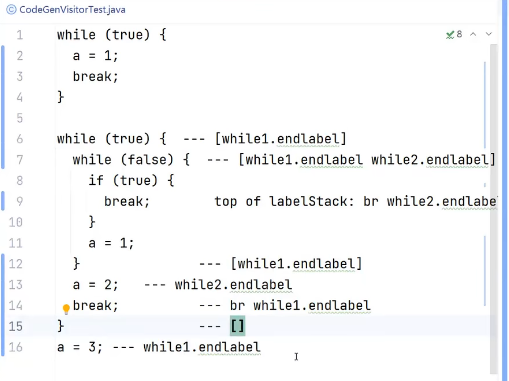 CodeGenVisitorTest.java
1 while (true) {
8
2 a = 1;
3 break;
4 }
5
6 while (true) { --- [while1.endlabel]
7 while (false) { --- [while1.endlabel while2.endlabel]
8 if (true) {
9 break; top of labelStack: br while2.endlabe
10 }
11 a = 1;
12 } --- [while1.endlabel]
13 a = 2; --- while2.endlabel
14 break; --- br while1.endlabel
15 } --- []
16 a = 3; --- while1.endlabel